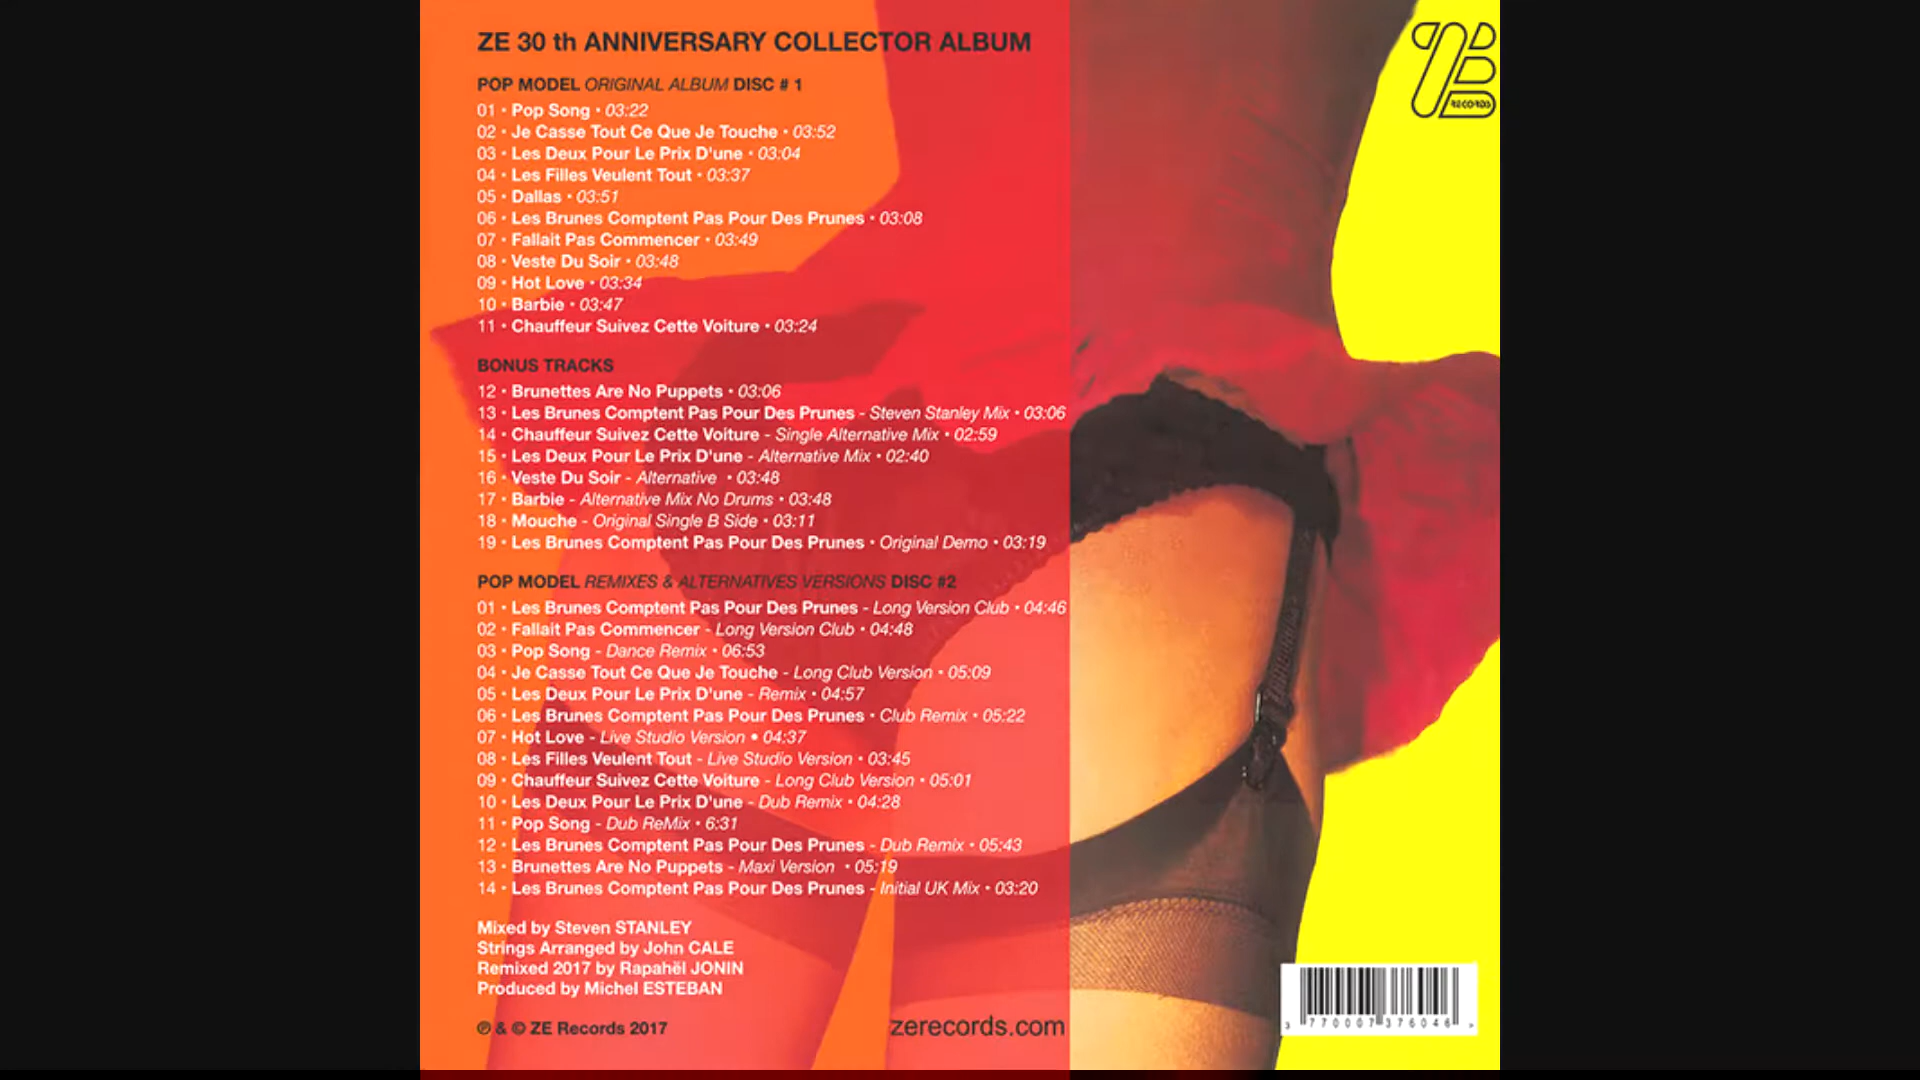 ZE 30 th ANNIVERSARY COLLECTOR ALBUM
POP MODEL ORIGINAL ALBUM DISC # 1
01 • Pop Song • 03:22
02 • Je Casse Tout Ce Que Je Touche • 03:52
03 • Les Deux Pour Le Prix D'une • 03:04
04 • Les Filles Veulent Tout • 03:37
05 • Dallas • 03:51
06 • Les Brunes Comptent Pas Pour Des Prunes • 03:08
07 • Fallait Pas Commencer • 03:49
08 • Veste Du Soir • 03:48
09 • Hot Love • 03:34
10 • Barbie • 03:47
11 • Chauffeur Suivez Cette Voiture • 03:24
BONUS TRACKS
12 • Brunettes Are No Puppets • 03:06
13 • Les Brunes Comptent Pas Pour Des Prunes - Steven Stanley Mix • 03:06
14 • Chauffeur Suivez Cette Voiture - Single Alternative Mix • 02:59
15 • Les Deux Pour Le Prix D'une - Alternative Mix • 02:40
16 • Veste Du Soir - Alternative • 03:48
17 • Barbie - Alternative Mix No Drums • 03:48
18 • Mouche - Original Single B Side • 03:11
19 • Les Brunes Comptent Pas Pour Des Prunes • Original Demo • 03:19
POP MODEL REMIXES & ALTERNATIVES VERSIONS DISC #2
01 • Les Brunes Comptent Pas Pour Des Prunes - Long Version Club • 04:46
02 • Fallait Pas Commencer - Long Version Club • 04:48
03 • Pop Song - Dance Remix • 06:53
04 • Je Casse Tout Ce Que Je Touche - Long Club Version • 05:09
05 • Les Deux Pour Le Prix D'une - Remix • 04:57
06 • Les Brunes Comptent Pas Pour Des Prunes • Club Remix • 05:22
07 • Hot Love - Live Studio Version • 04:37
08 • Les Filles Veulent Tout - Live Studio Version • 03:45
09 • Chauffeur Suivez Cette Voiture - Long Club Version • 05:01
10 • Les Deux Pour Le Prix D'une - Dub Remix • 04:28
11 • Pop Song - Dub ReMix • 6:31
12 • Les Brunes Comptent Pas Pour Des Prunes - Dub Remix • 05:43
13 • Brunettes Are No Puppets - Maxi Version • 05:19
14 • Les Brunes Comptent Pas Pour Des Prunes - Initial UK Mix • 03:20
Mixed by Steven STANLEY
Strings Arranged by John CALE
Remixed 2017 by Rapahël JONIN
Produced by Michel ESTEBAN
℗ & © ZE Records 2017
zerecords.com
ZE RECORDS
3 770007 376046 >